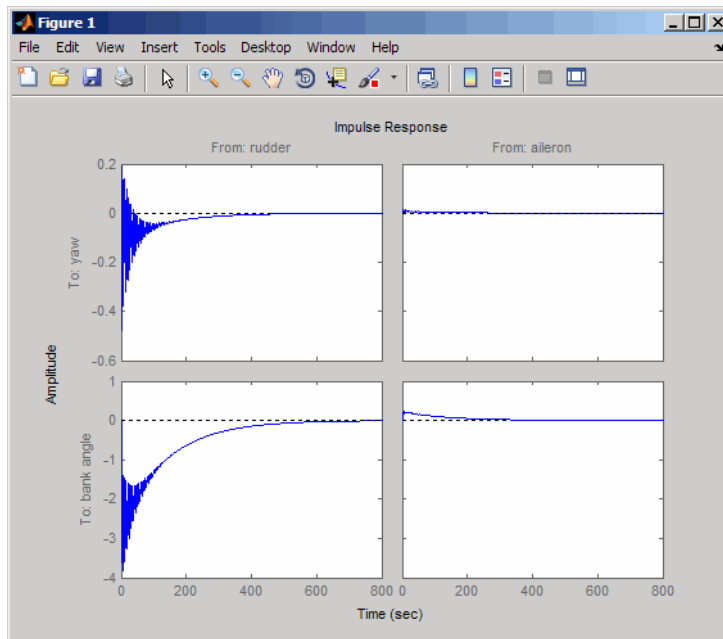 Figure 1
File Edit View Insert Tools Desktop Window Help
Impulse Response
From: rudder From: aileron
To: yaw
0.2
0
-0.2
-0.4
-0.6
Amplitude
To: bank angle
1
0
-1
-2
-3
-4
0 200 400 600 800 0 200 400 600 800
Time (sec)